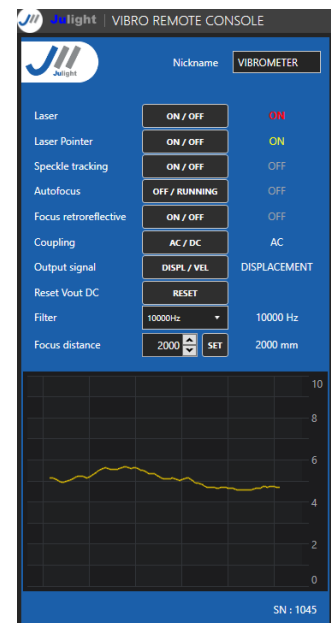 Julight | VIBRO REMOTE CONSOLE
Julight
Nickname VIBROMETER
Laser ON / OFF ON
Laser Pointer ON / OFF ON
Speckle tracking ON / OFF OFF
Autofocus OFF / RUNNING OFF
Focus retroreflective ON / OFF OFF
Coupling AC / DC AC
Output signal DISPL / VEL DISPLACEMENT
Reset Vout DC RESET
Filter 10000Hz 10000 Hz
Focus distance 2000 SET 2000 mm
10
8
6
4
2
0
SN : 1045